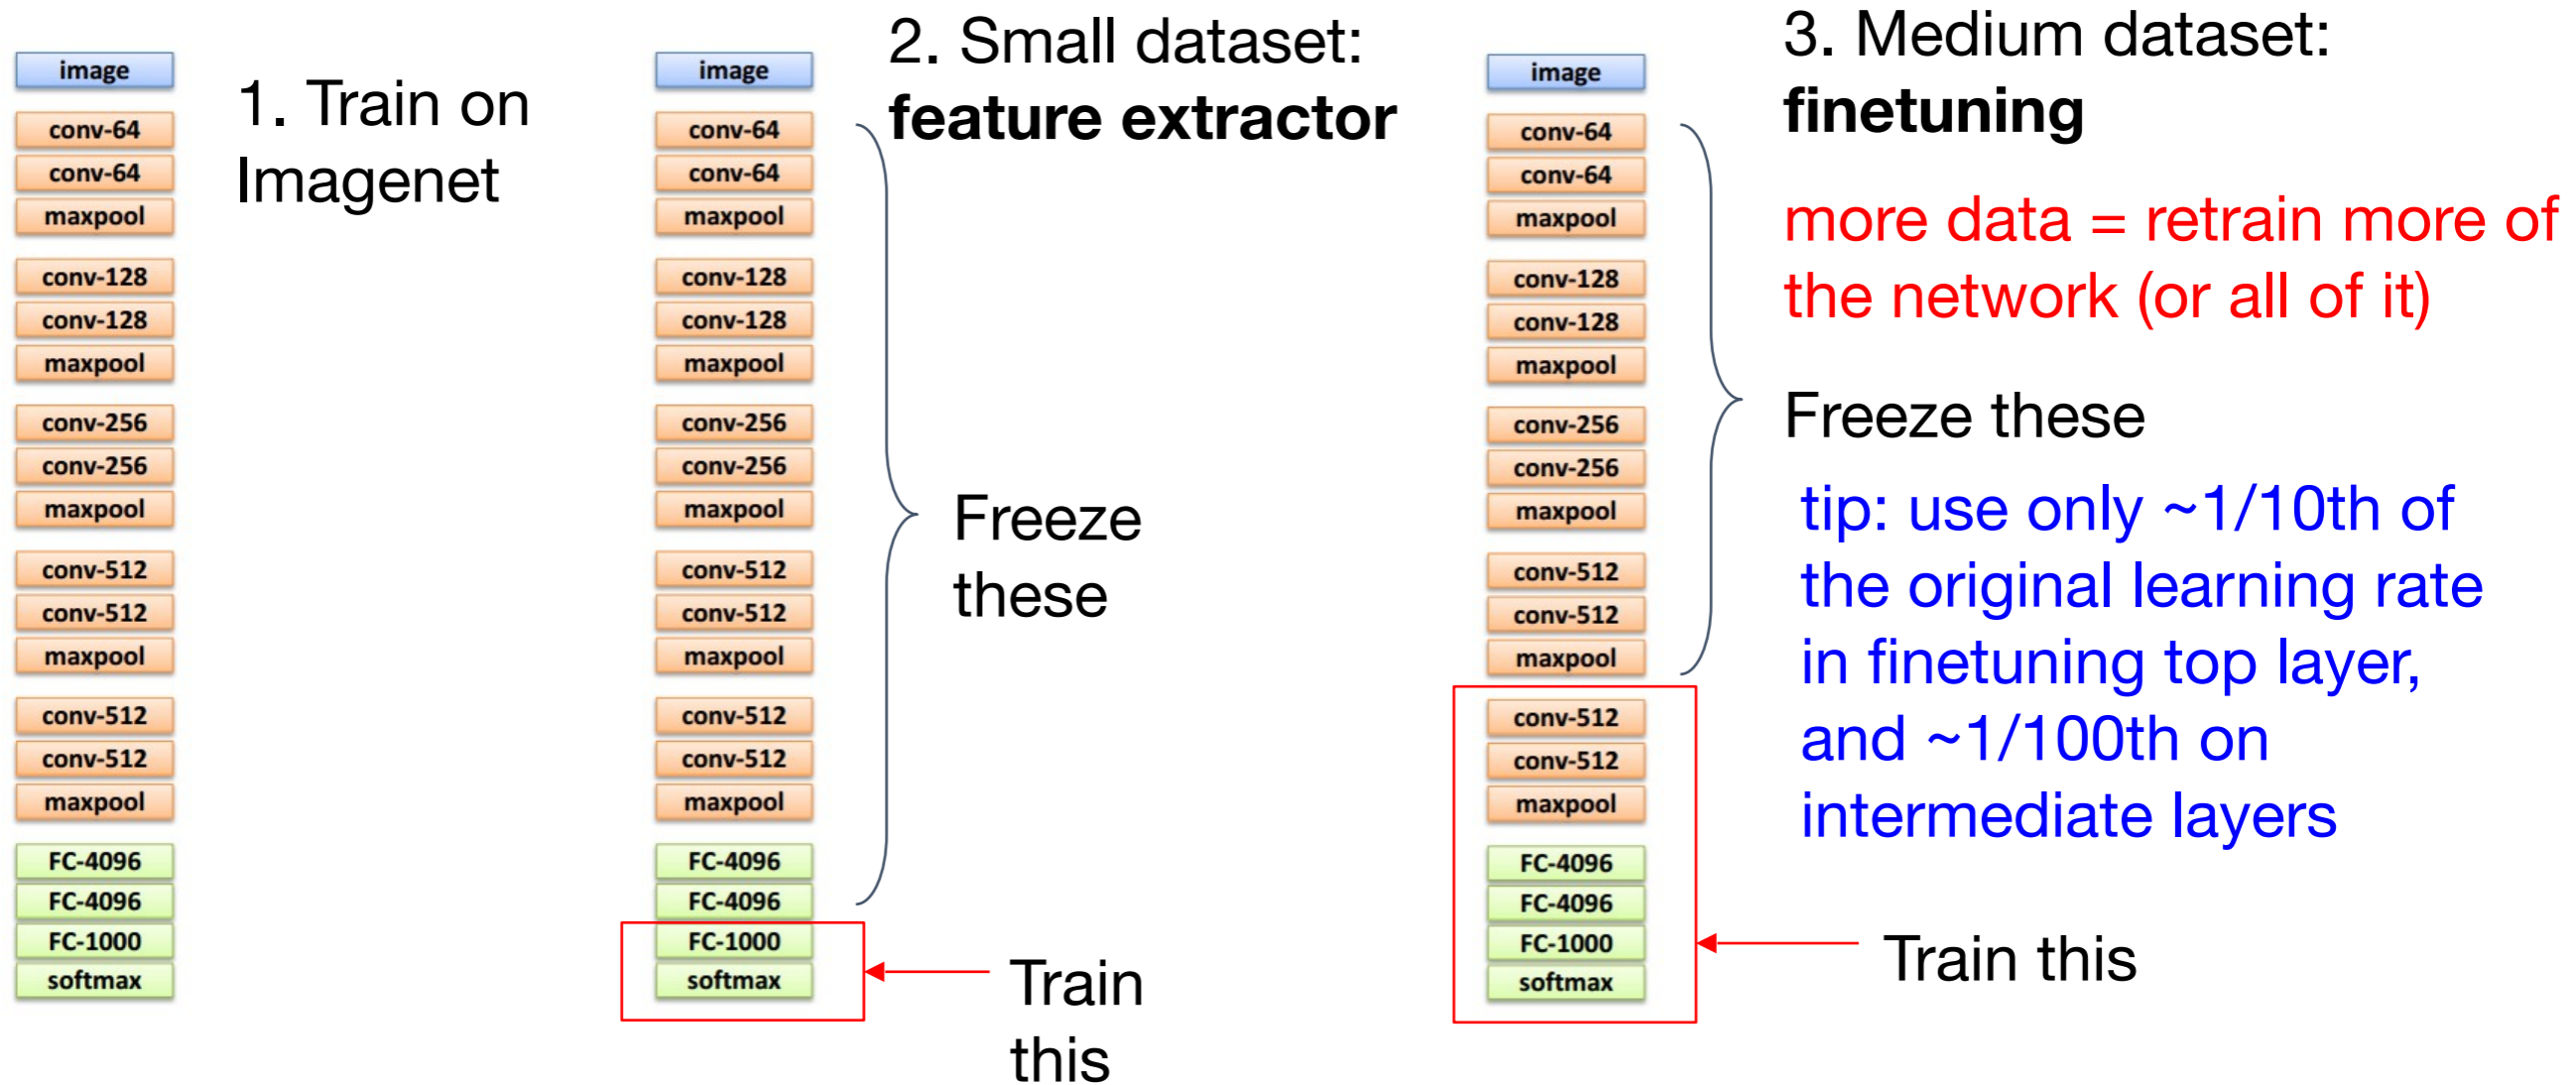 image
conv-64
conv-64
maxpool
conv-128
conv-128
maxpool
conv-256
conv-256
maxpool
conv-512
conv-512
maxpool
conv-512
conv-512
maxpool
FC-4096
FC-4096
FC-1000
softmax
1. Train on
Imagenet
image
conv-64
conv-64
maxpool
conv-128
conv-128
maxpool
conv-256
conv-256
maxpool
conv-512
conv-512
maxpool
conv-512
conv-512
maxpool
FC-4096
FC-4096
FC-1000
softmax
2. Small dataset:
feature extractor
Freeze
these
Train
this
image
conv-64
conv-64
maxpool
conv-128
conv-128
maxpool
conv-256
conv-256
maxpool
conv-512
conv-512
maxpool
conv-512
conv-512
maxpool
FC-4096
FC-4096
FC-1000
softmax
3. Medium dataset:
finetuning
more data = retrain more of
the network (or all of it)
Freeze these
tip: use only ~1/10th of
the original learning rate
in finetuning top layer,
and ~1/100th on
intermediate layers
Train this